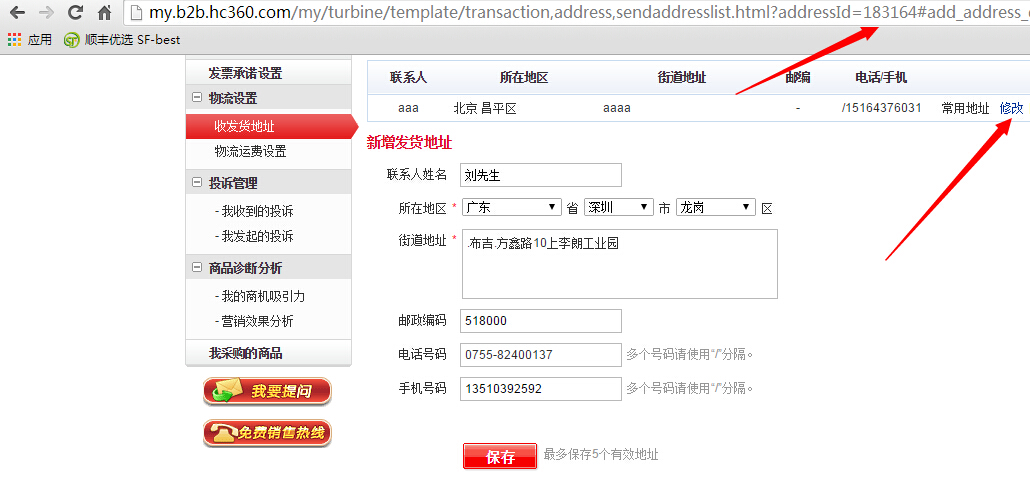 my.b2b.hc360.com/my/turbine/template/transaction,address,sendaddresslist.html?addressId=183164#add_address_
应用 顺丰优选 SF-best
发票承诺设置
物流设置
收发货地址
物流运费设置
投诉管理
- 我收到的投诉
- 我发起的投诉
商品诊断分析
- 我的商机吸引力
- 营销效果分析
我采购的商品
我要提问
免费销售热线
联系人 所在地区 街道地址 邮编 电话/手机
aaa 北京 昌平区 aaaa - /15164376031 常用地址 修改
新增发货地址
联系人姓名 刘先生
所在地区 * 广东 省 深圳 市 龙岗 区
街道地址 * .布吉.方鑫路10上李朗工业园
邮政编码 518000
电话号码 0755-82400137 多个号码请使用“/”分隔。
手机号码 13510392592 多个号码请使用“/”分隔。
保存 最多保存5个有效地址